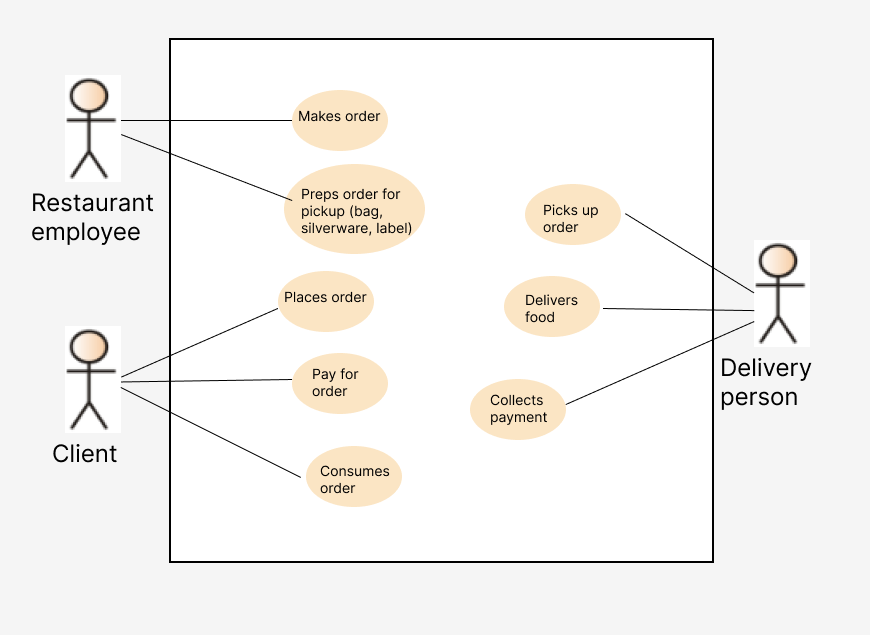 Makes order
Restaurant
employee
Preps order for
pickup (bag,
silverware, label)
Picks up
order
Places order
Delivers
food
Delivery
person
Pay for
order
Collects
payment
Client
Consumes
order